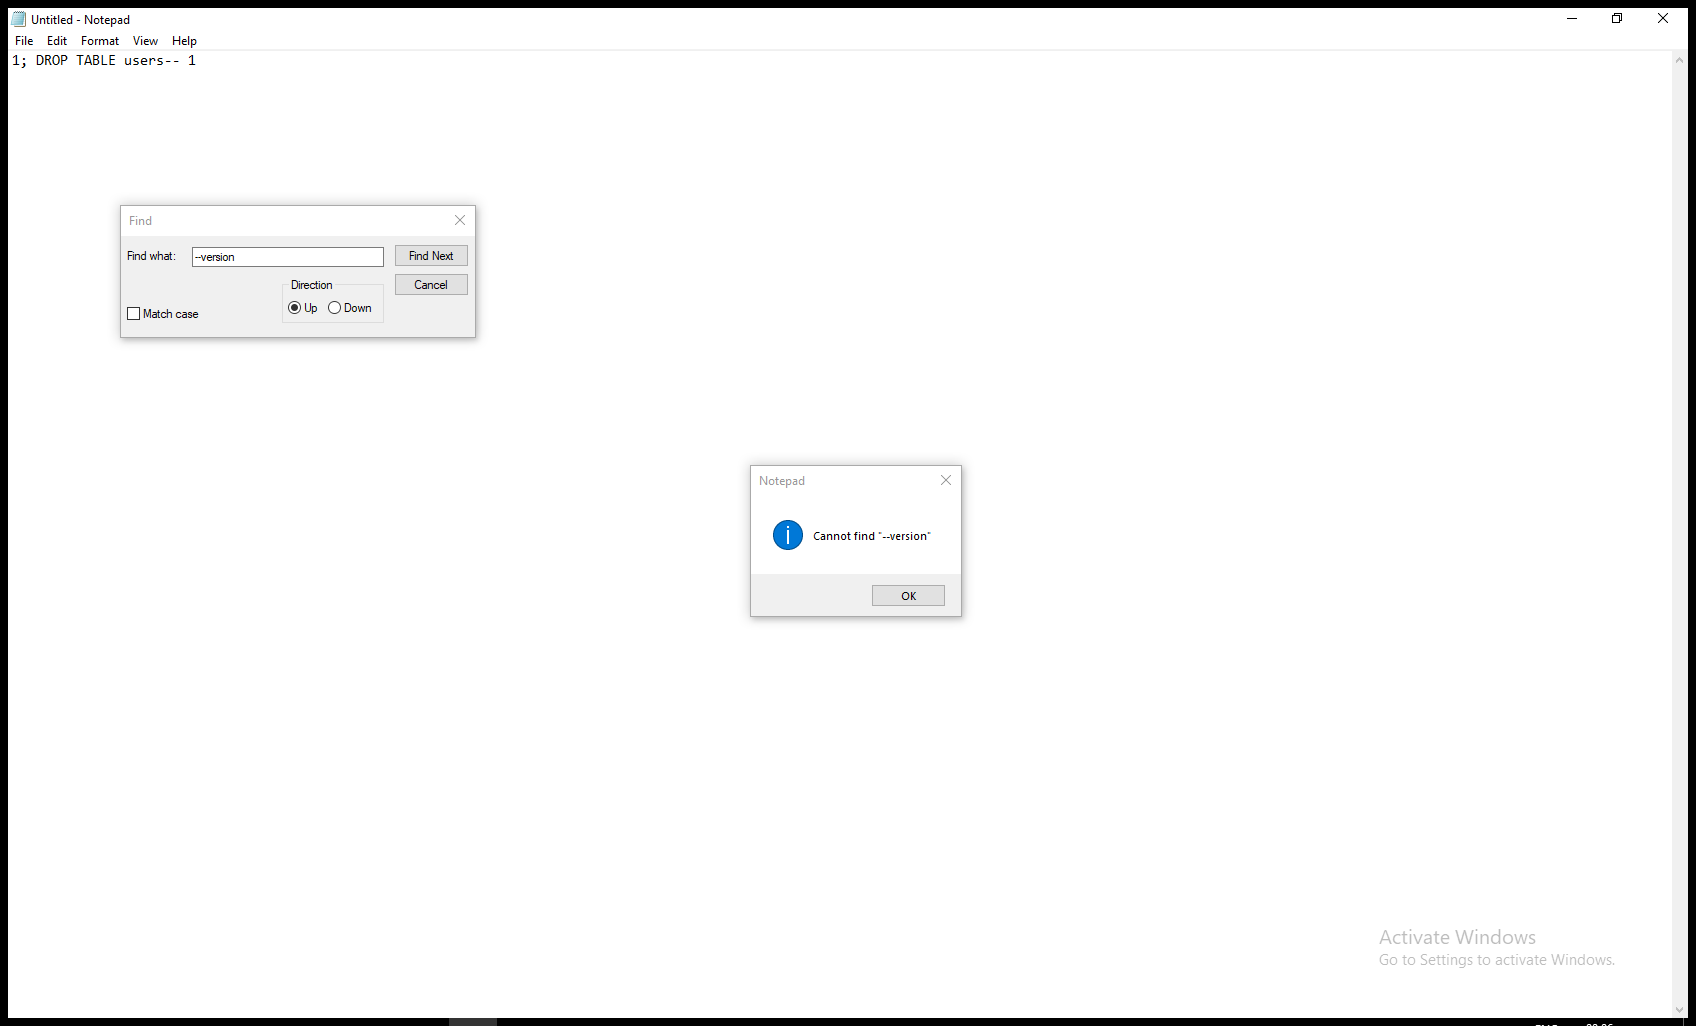 Untitled - Notepad
File Edit Format View Help
1; DROP TABLE users-- 1
Find
Find what: --version Find Next
Direction Cancel
Up Down
Match case
Notepad
Cannot find "--version"
OK
Activate Windows
Go to Settings to activate Windows.